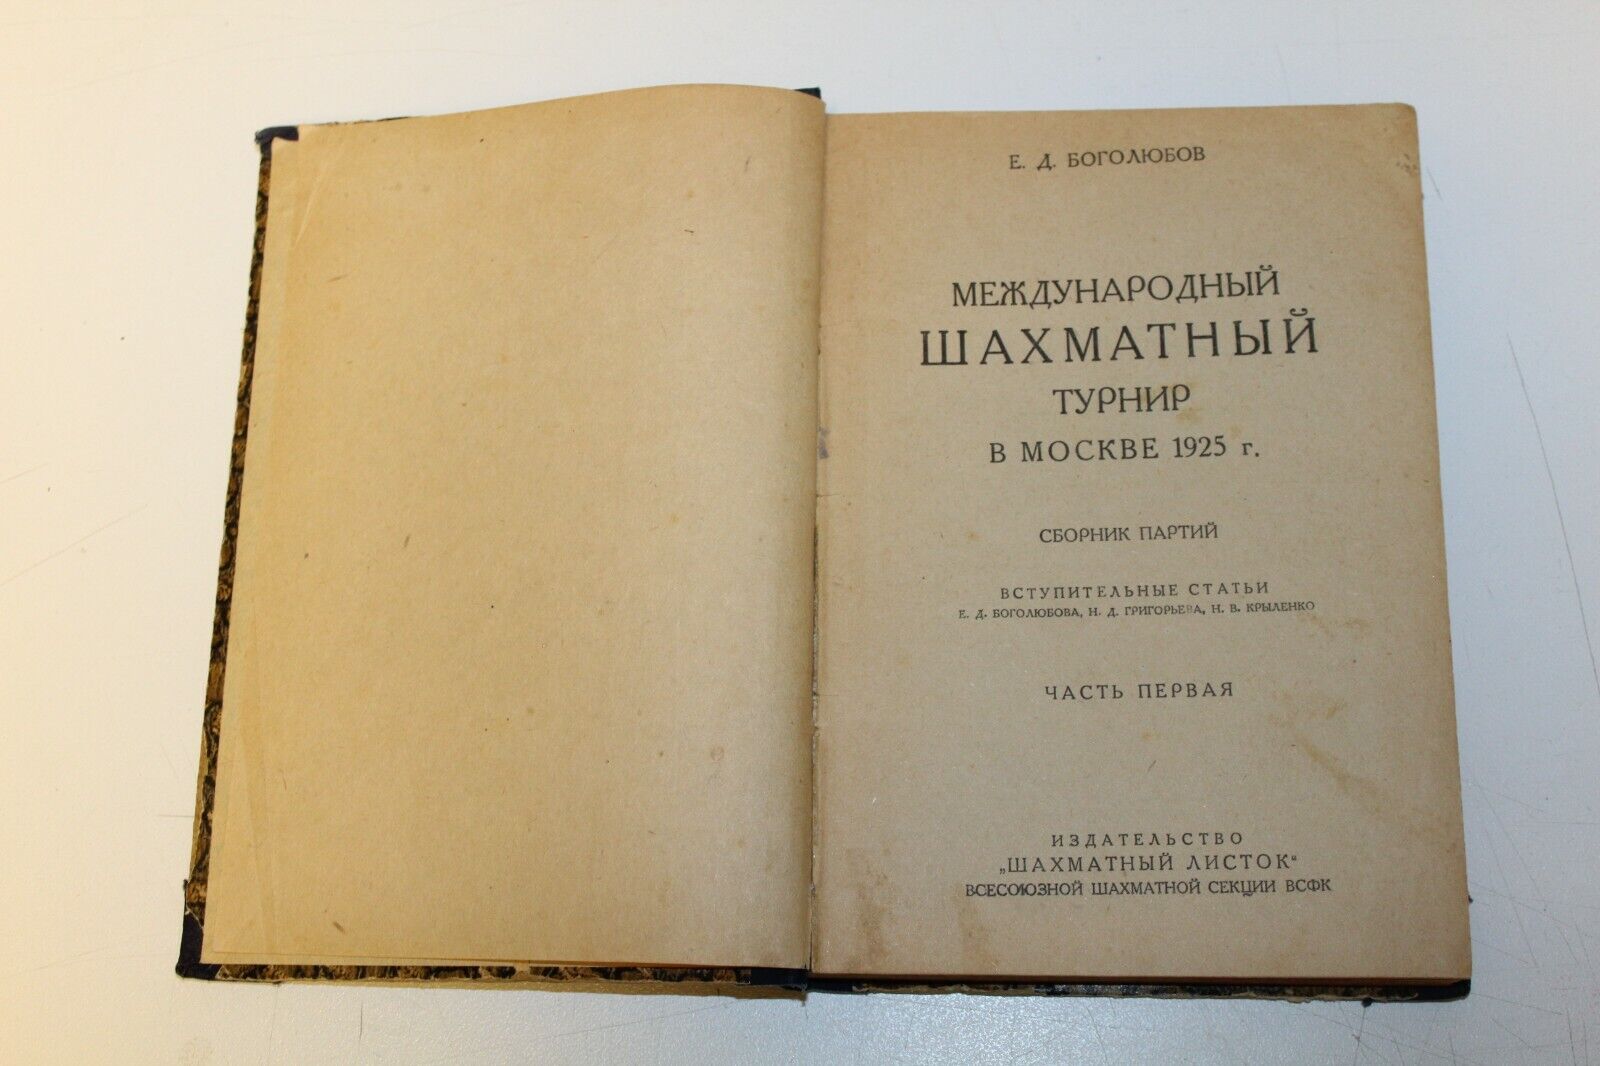 Е. Д. БОГОЛЮБОВ
МЕЖДУНАРОДНЫЙ
ШАХМАТНЫЙ
ТУРНИР
В МОСКВЕ 1925 г.
СБОРНИК ПАРТИЙ
ВСТУПИТЕЛЬНЫЕ СТАТЬИ
Е. Д. БОГОЛЮБОВА, Н. Д. ГРИГОРЬЕВА, Н. В. КРЫЛЕНКО
ЧАСТЬ ПЕРВАЯ
ИЗДАТЕЛЬСТВО
„ШАХМАТНЫЙ ЛИСТОК“
ВСЕСОЮЗНОЙ ШАХМАТНОЙ СЕКЦИИ ВСФК